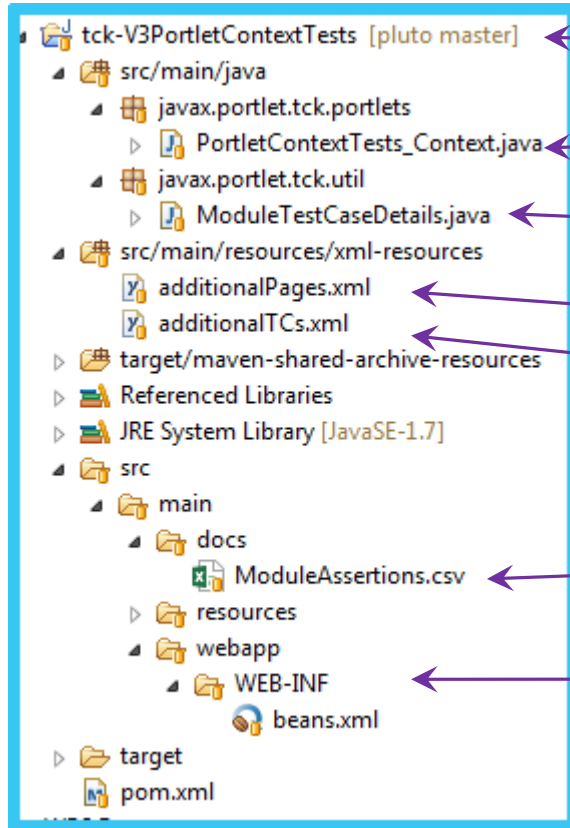 tck-V3PortletContextTests [pluto master]
src/main/java
javax.portlet.tck.portlets
PortletContextTests_Context.java
javax.portlet.tck.util
ModuleTestCaseDetails.java
src/main/resources/xml-resources
additionalPages.xml
additionalTCs.xml
target/maven-shared-archive-resources
Referenced Libraries
JRE System Library [JavaSE-1.7]
src
main
docs
ModuleAssertions.csv
resources
webapp
WEB-INF
beans.xml
target
pom.xml